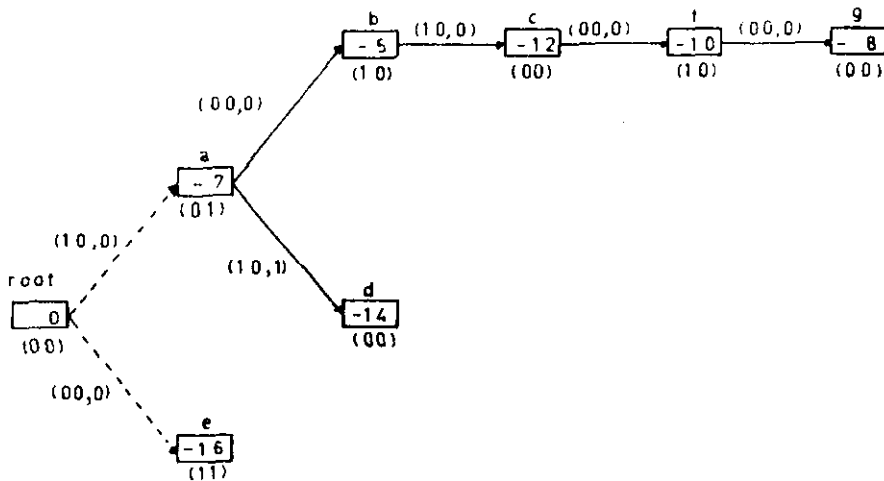 b (10,0) c (00,0) f (00,0) g
-5 -12 -10 - 8
(10) (00) (10) (00)
(00,0)
a
- 7
(01)
(10,0) (10,1)
root d
0 -14
(00) (00)
(00,0)
e
-16
(11)